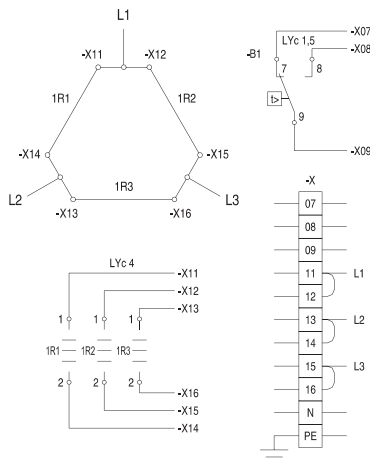 L1
-X11 -X12
1R1 1R2
-X14 -X15
L2 1R3 L3
-X13 -X16
-X07
LYc 1,5 -X08
-B1 7 8
t>
9
-X09
LYc 4
-X11
-X12
-X13
1 1 1
1R1 1R2 1R3
2 2 2
-X16
-X15
-X14
-X
07
08
09
11 L1
12
13 L2
14
15 L3
16
N
PE